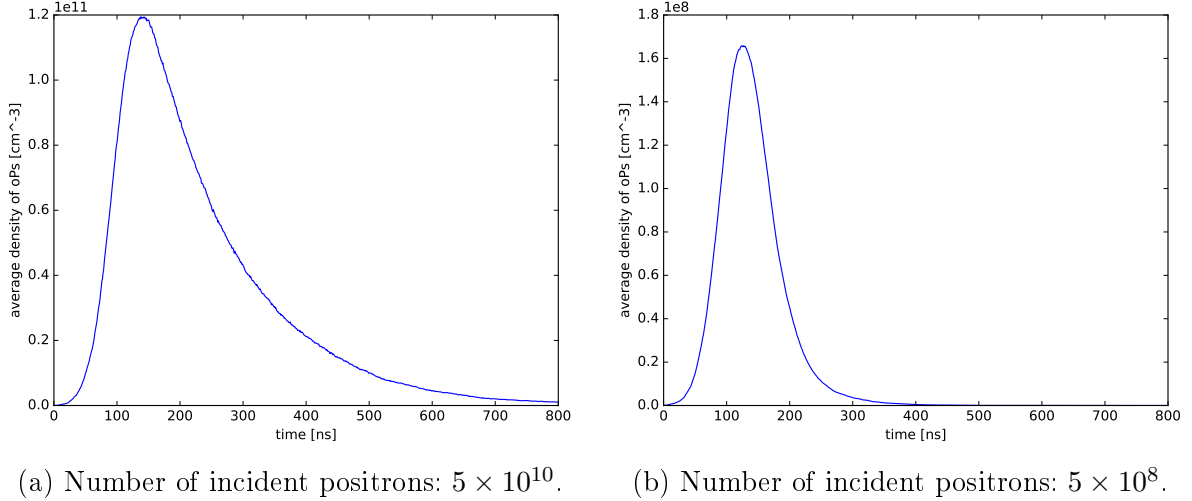 1e11
1.2
1.0
0.8
0.6
0.4
0.2
0.0
average density of oPs [cm^-3]
0 100 200 300 400 500 600 700 800
time [ns]
(a) Number of incident positrons: 5 × 10^10.
1e8
1.8
1.6
1.4
1.2
1.0
0.8
0.6
0.4
0.2
0.0
average density of oPs [cm^-3]
0 100 200 300 400 500 600 700 800
time [ns]
(b) Number of incident positrons: 5 × 10^8.